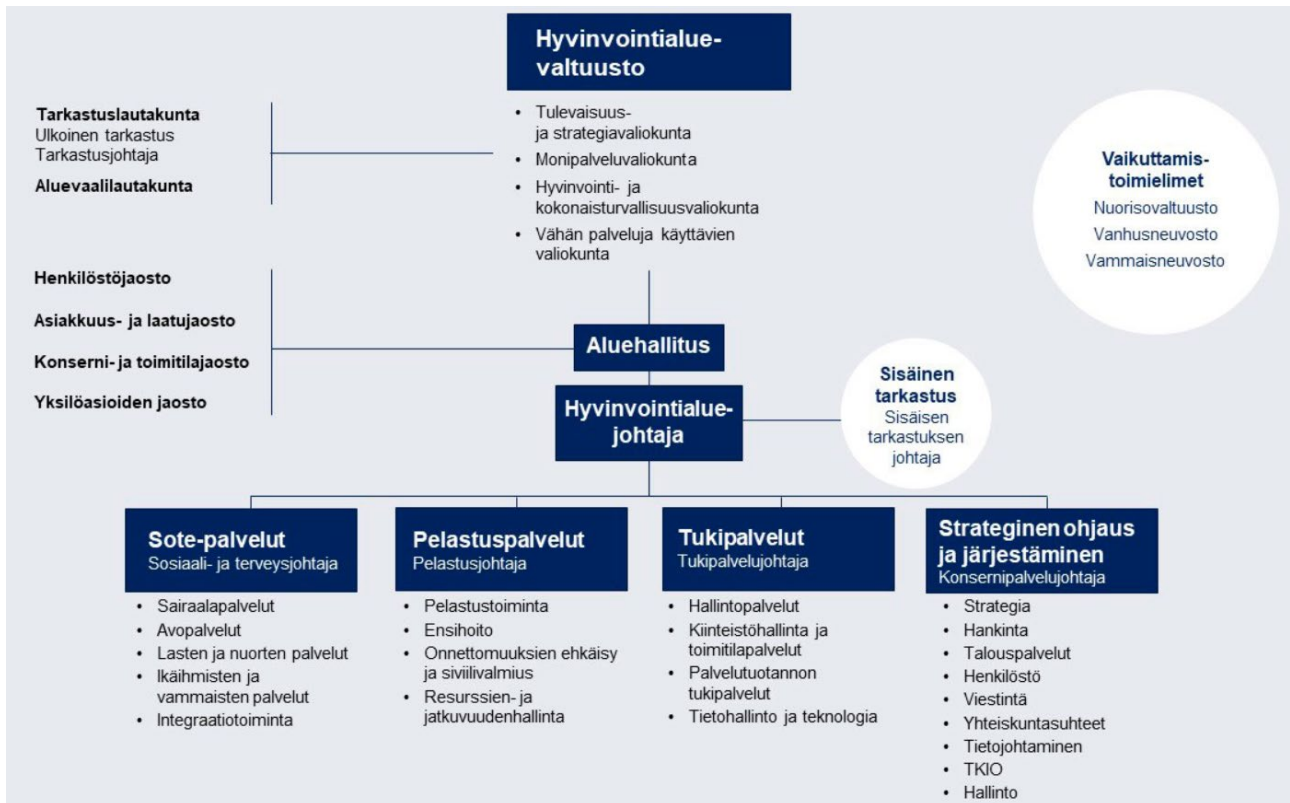 Hyvinvointialue-
valtuusto
• Tulevaisuus-
ja strategiavaliokunta
• Monipalveluvaliokunta
• Hyvinvointi- ja
kokonaisturvallisuusvaliokunta
• Vähän palveluja käyttävien
valiokunta
Tarkastuslautakunta
Ulkoinen tarkastus
Tarkastusjohtaja
Aluevaalilautakunta
Vaikuttamis-
toimielimet
Nuorisovaltuusto
Vanhusneuvosto
Vammaisneuvosto
Henkilöstöjaosto
Asiakkuus- ja laatujaosto
Konserni- ja toimitilajaosto
Yksilöasioiden jaosto
Aluehallitus
Hyvinvointialue-
johtaja
Sisäinen
tarkastus
Sisäisen
tarkastuksen
johtaja
Sote-palvelut
Sosiaali- ja terveysjohtaja
• Sairaalapalvelut
• Avopalvelut
• Lasten ja nuorten palvelut
• Ikäihmisten ja
vammaisten palvelut
• Integraatiotoiminta
Pelastuspalvelut
Pelastusjohtaja
• Pelastustoiminta
• Ensihoito
• Onnettomuuksien ehkäisy
ja siviilivalmius
• Resurssien- ja
jatkuvuudenhallinta
Tukipalvelut
Tukipalvelujohtaja
• Hallintopalvelut
• Kiinteistöhallinta ja
toimitilapalvelut
• Palvelutuotannon
tukipalvelut
• Tietohallinto ja teknologia
Strateginen ohjaus
ja järjestäminen
Konsernipalvelujohtaja
• Strategia
• Hankinta
• Talouspalvelut
• Henkilöstö
• Viestintä
• Yhteiskuntasuhteet
• Tietojohtaminen
• TKIO
• Hallinto